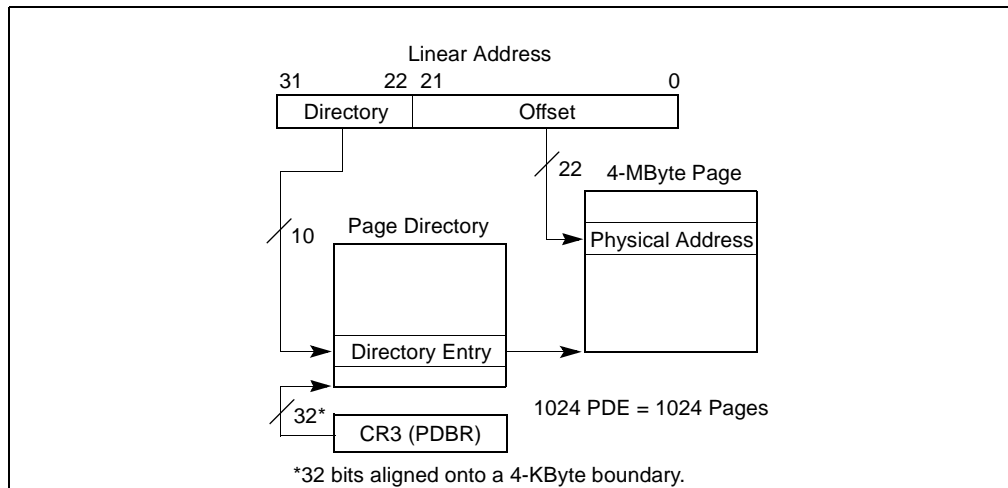 Linear Address
31 22 21 0
Directory Offset
22
4-MByte Page
10
Page Directory
Physical Address
Directory Entry
32*
1024 PDE = 1024 Pages
CR3 (PDBR)
*32 bits aligned onto a 4-KByte boundary.